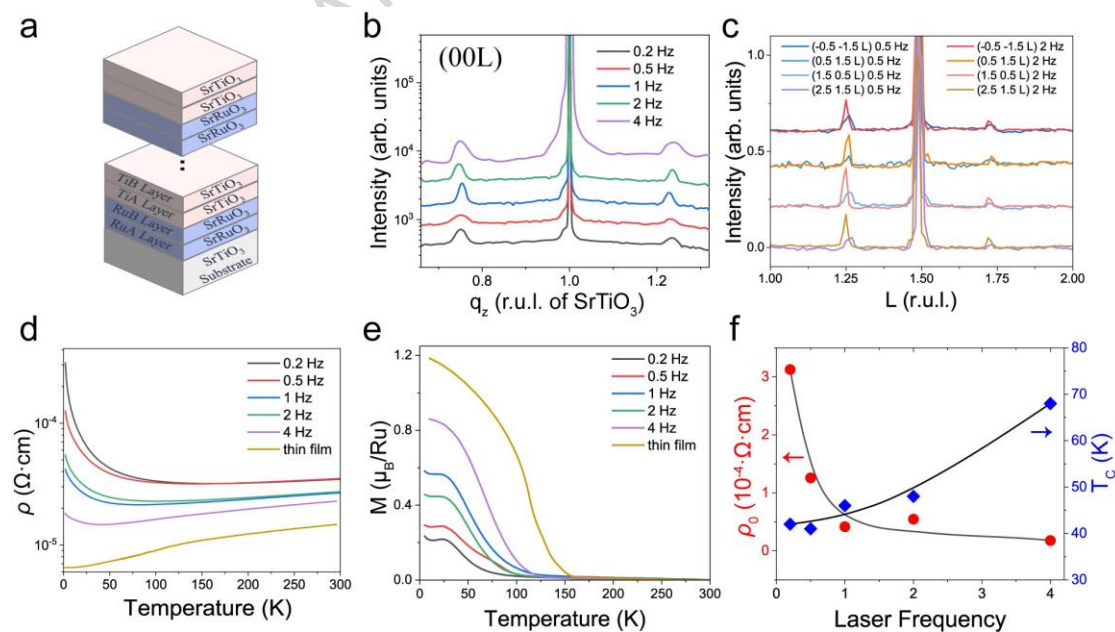 a
SrTiO3
SrTiO3
SrRuO3
SrRuO3
TiB Layer
TiA Layer
RuB Layer
RuA Layer
SrTiO3
SrTiO3
SrRuO3
SrRuO3
SrTiO3
Substrate
b
(00L)
0.2 Hz
0.5 Hz
1 Hz
2 Hz
4 Hz
Intensity (arb. units)
10^5
10^4
10^3
0.8
1.0
1.2
q_z (r.u.l. of SrTiO3)
c
(-0.5 -1.5 L) 0.5 Hz
(0.5 1.5 L) 0.5 Hz
(1.5 0.5 L) 0.5 Hz
(2.5 1.5 L) 0.5 Hz
(-0.5 -1.5 L) 2 Hz
(0.5 1.5 L) 2 Hz
(1.5 0.5 L) 2 Hz
(2.5 1.5 L) 2 Hz
Intensity (arb. units)
1.0
0.5
0.0
1.00
1.25
1.50
1.75
2.00
L (r.u.l.)
d
0.2 Hz
0.5 Hz
1 Hz
2 Hz
4 Hz
thin film
ρ (Ω·cm)
10^-4
10^-5
0
50
100
150
200
250
300
Temperature (K)
e
0.2 Hz
0.5 Hz
1 Hz
2 Hz
4 Hz
thin film
M (μ_B/Ru)
1.2
0.8
0.4
0.0
0
50
100
150
200
250
300
Temperature (K)
f
ρ_0 (10^-4·Ω·cm)
3
2
1
0
0
1
2
3
4
Laser Frequency
80
70
60
50
40
30
T_C (K)